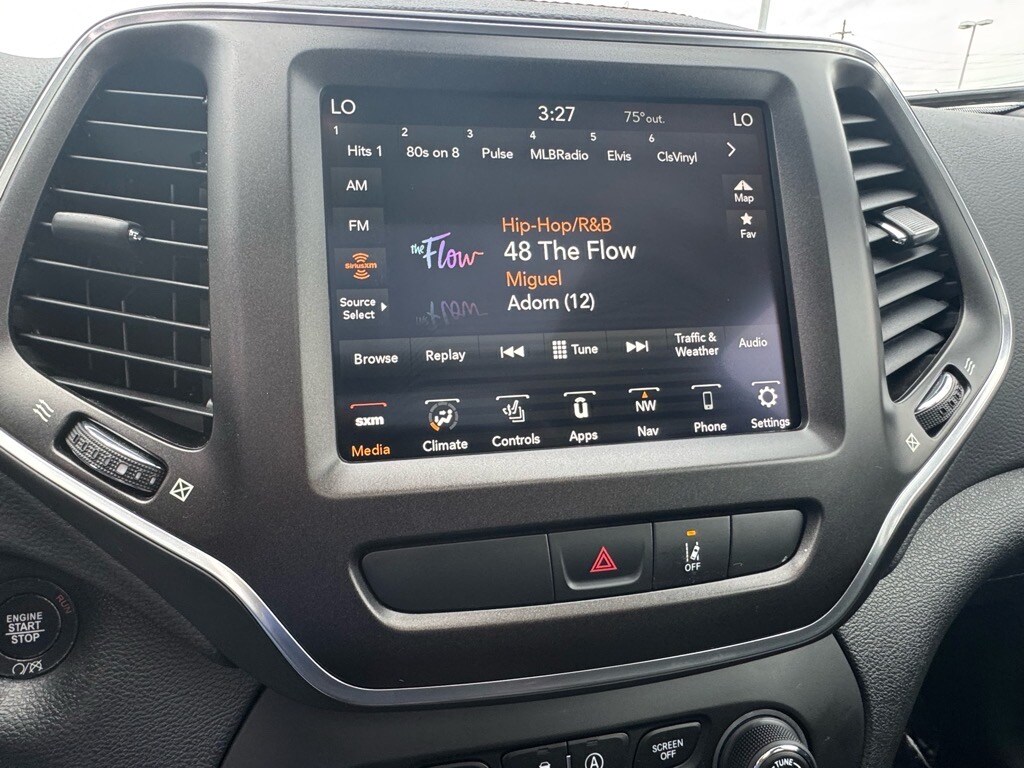 LO
3:27
75° out.
LO
1 2 3 4 5 6
Hits 1 80s on 8 Pulse MLBRadio Elvis ClsVinyl
AM
Map
FM
Fav
Hip-Hop/R&B
the Flow
48 The Flow
SiriusXM
Miguel
Source
Select
Adorn (12)
Browse
Replay
Tune
Traffic &
Weather
Audio
sxm
Media
Climate
Controls
Apps
NW
Nav
Phone
Settings
OFF
RUN
ENGINE
START
STOP
A
SCREEN
OFF
TUNE